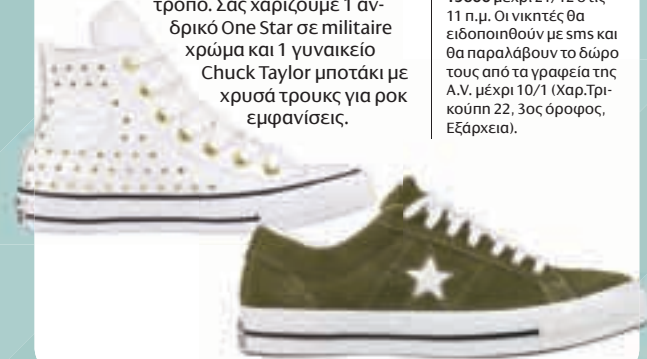 τρόπο. Σας χαρίζουμε 1 αν-
δρικό One Star σε militaire
χρώμα και 1 γυναικείο
Chuck Taylor μποτάκι με
χρυσά τρουκς για ροκ
εμφανίσεις.
11 π.μ. Οι νικητές θα
ειδοποιηθούν με sms και
θα παραλάβουν το δώρο
τους από τα γραφεία της
A.V. μέχρι 10/1 (Χαρ.Τρι-
κούπη 22, 3ος όροφος,
Εξάρχεια).